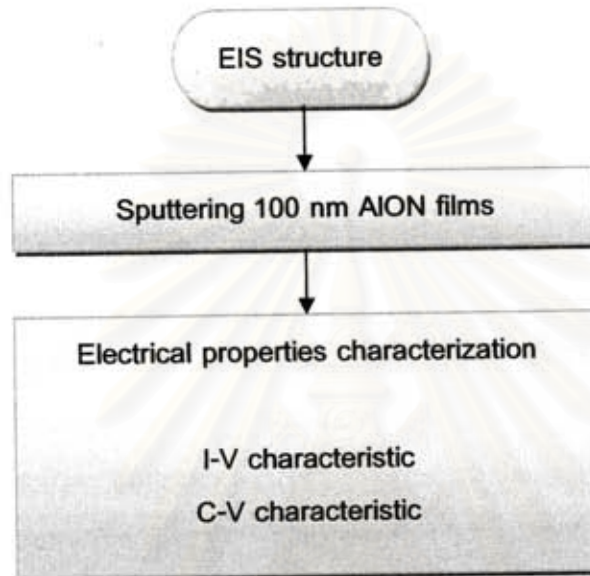 EIS structure
Sputtering 100 nm AlON films
Electrical properties characterization
I-V characteristic
C-V characteristic